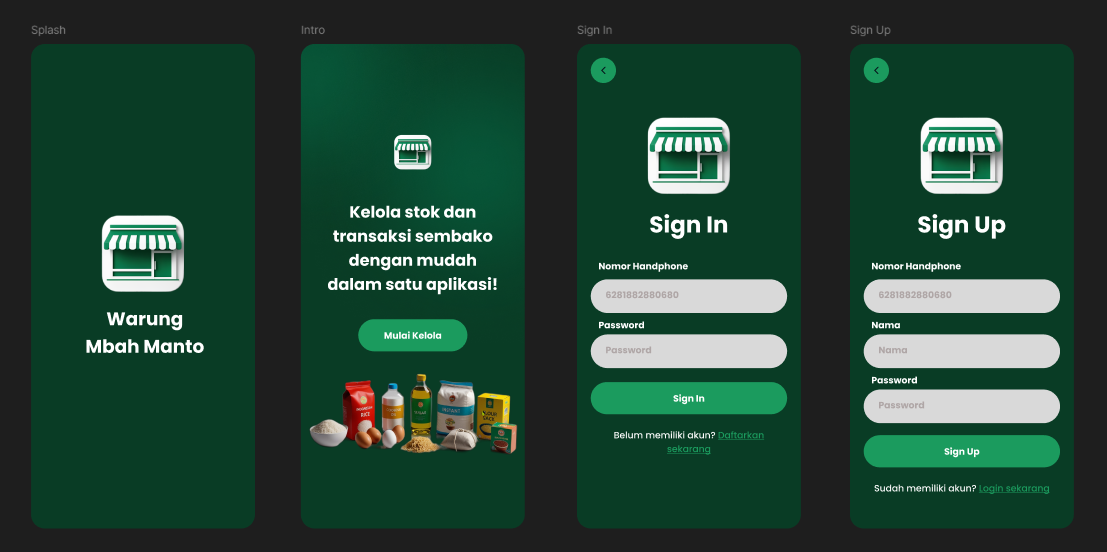 Splash
Warung
Mbah Manto
Intro
Kelola stok dan
transaksi sembako
dengan mudah
dalam satu aplikasi!
Mulai Kelola
RICE
INSTANT
Sign In
Sign In
Nomor Handphone
6281882880680
Password
Password
Sign In
Belum memiliki akun? Daftarkan
sekarang
Sign Up
Sign Up
Nomor Handphone
6281882880680
Nama
Nama
Password
Password
Sign Up
Sudah memiliki akun? Login sekarang